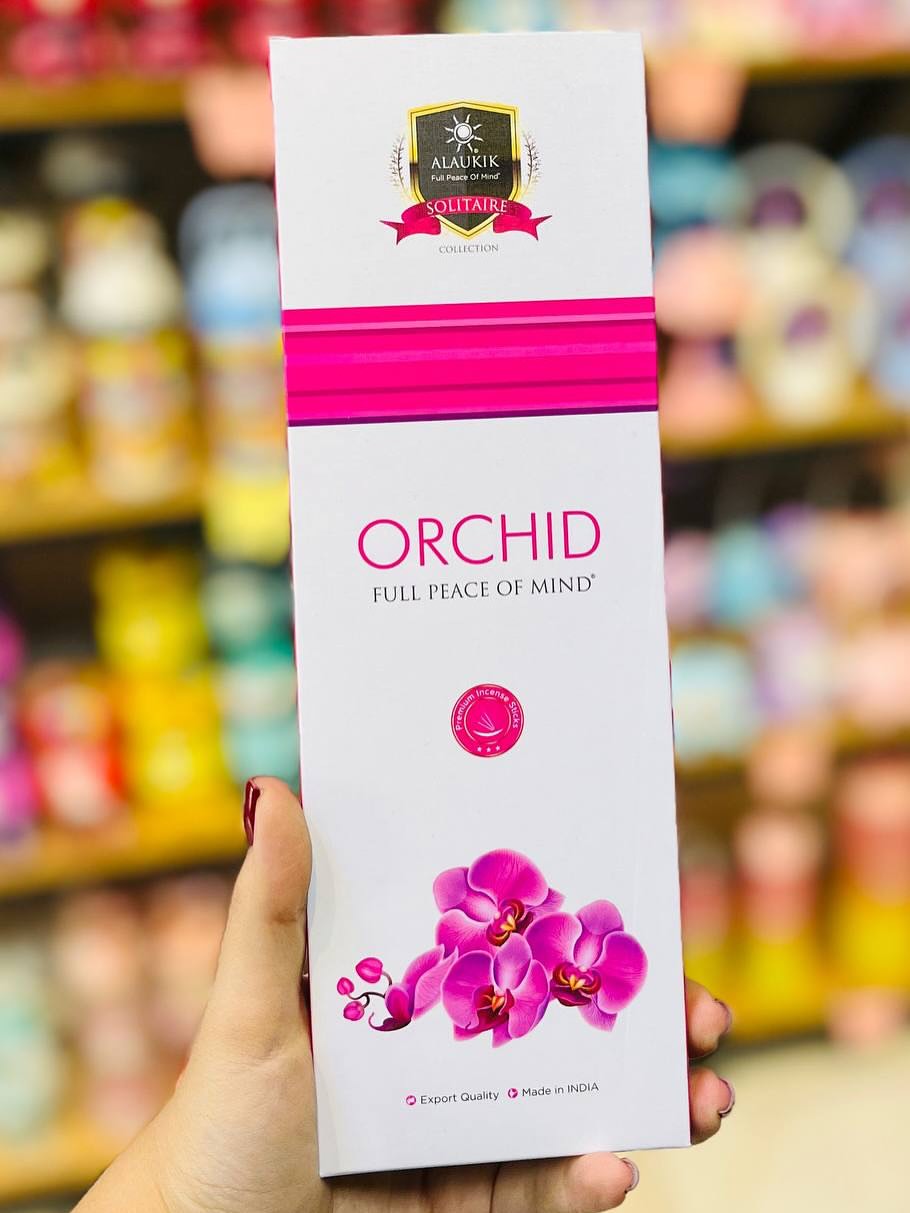 ALAUKIK
Full Peace Of Mind®
SOLITAIRE
COLLECTION
ORCHID
FULL PEACE OF MIND®
Premium Incense Sticks
Export Quality Made in INDIA